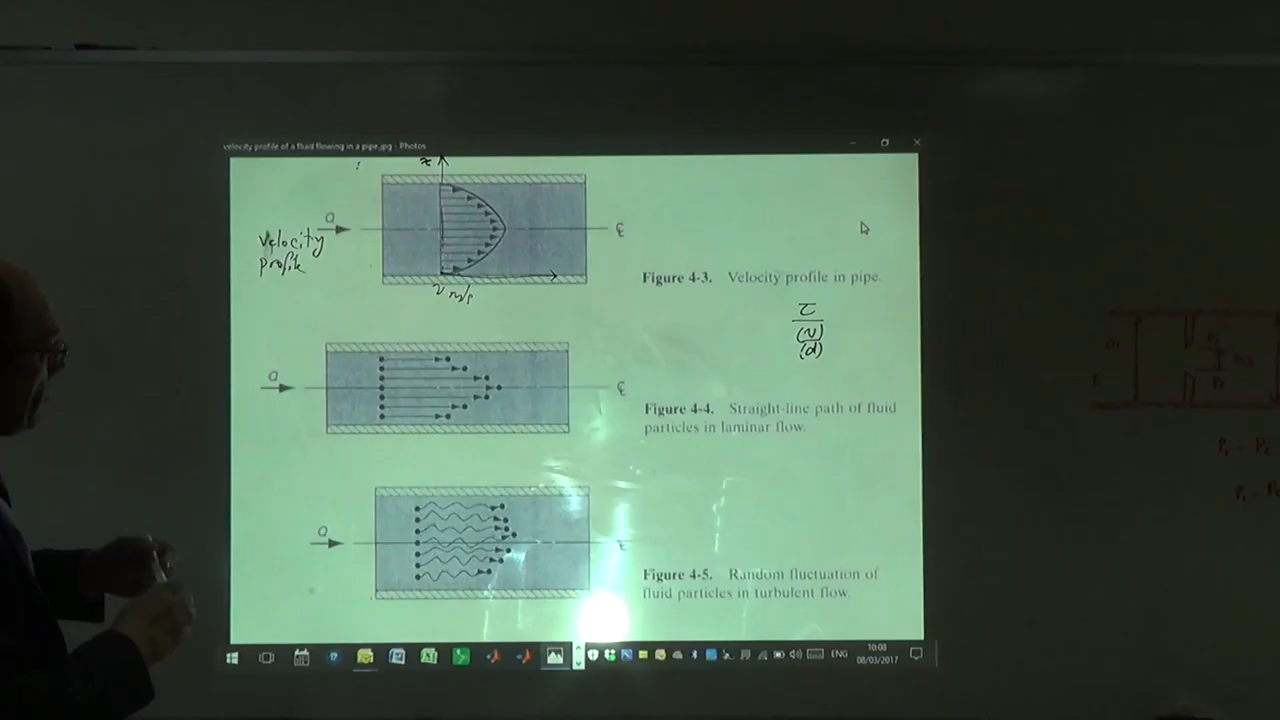 velocity profile of a fluid flowing in a pipe.jpg - Photos
x
Q
℄
velocity
profile
v m/s
Figure 4-3. Velocity profile in pipe
τ
(v)
(d)
Q
℄
Figure 4-4. Straight-line path of fluid
particles in laminar flow.
Q
Figure 4-5. Random fluctuation of
fluid particles in turbulent flow.
ENG
10:08
08/03/2017